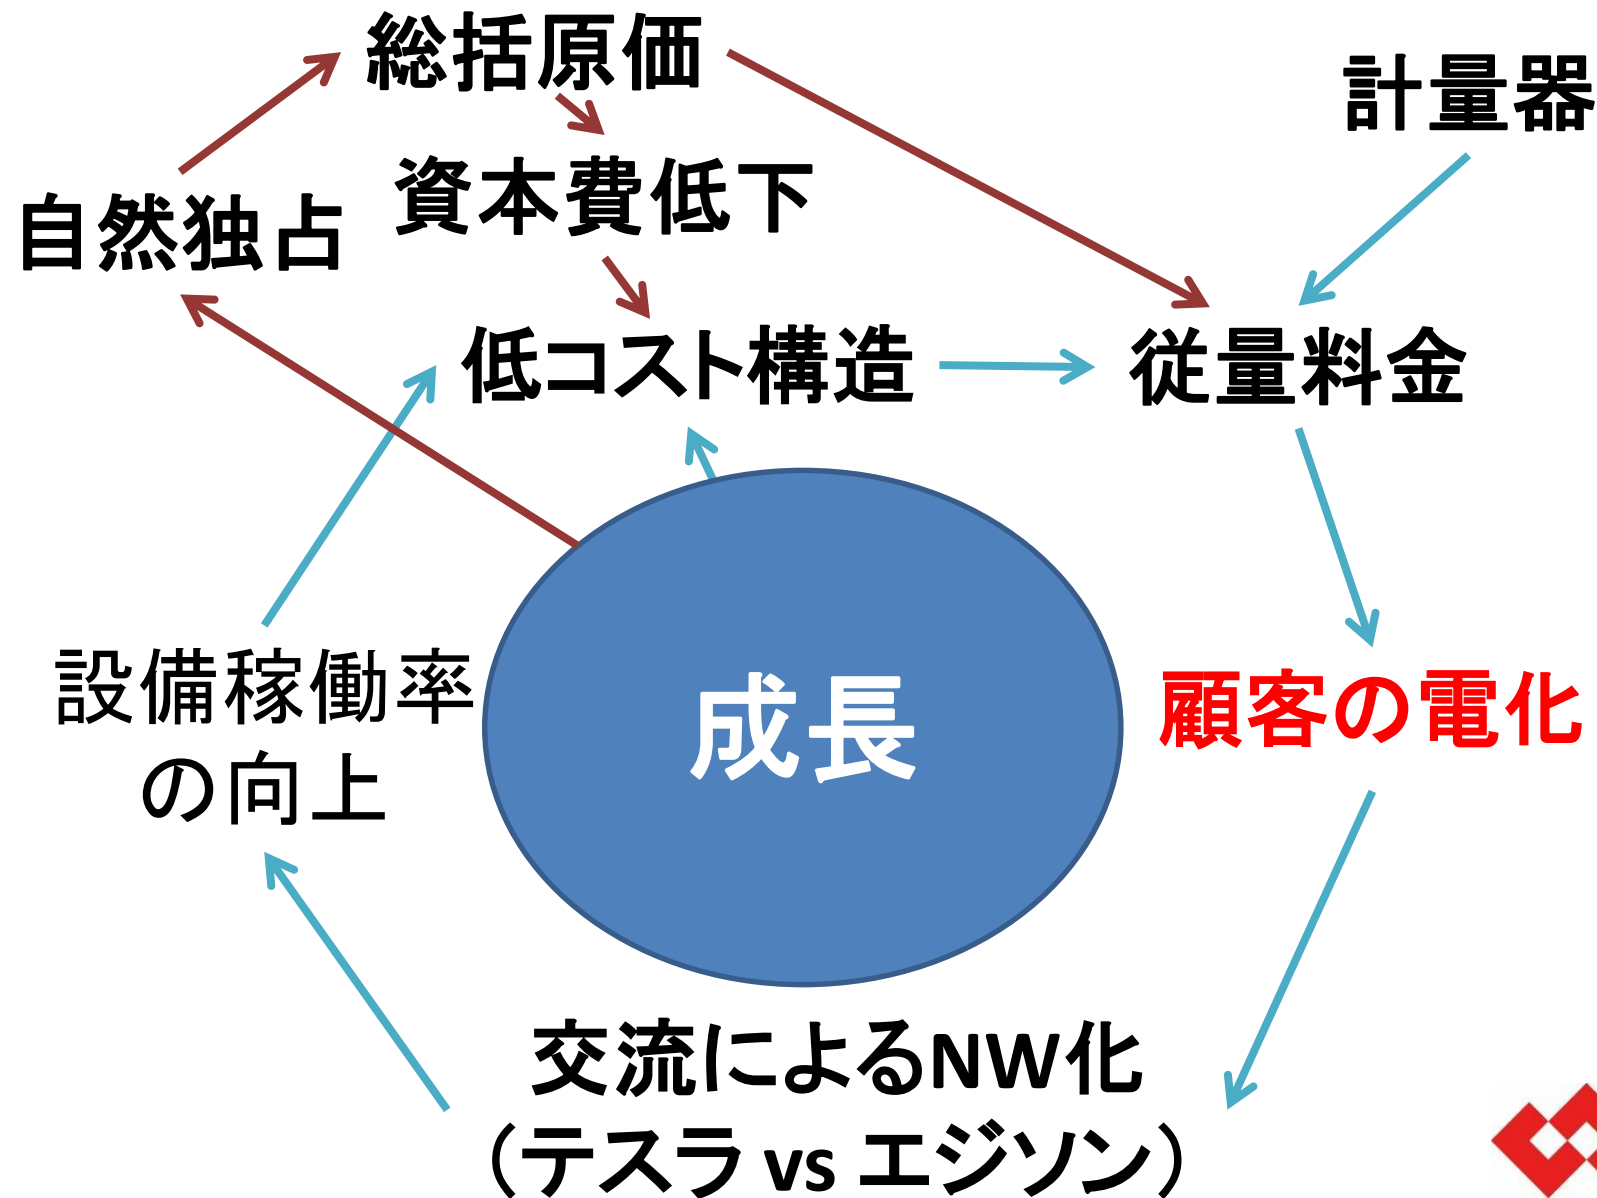 総括原価
計量器
資本費低下
自然独占
低コスト構造
従量料金
設備稼働率
の向上
成長
顧客の電化
交流によるNW化
（テスラ vs エジソン）